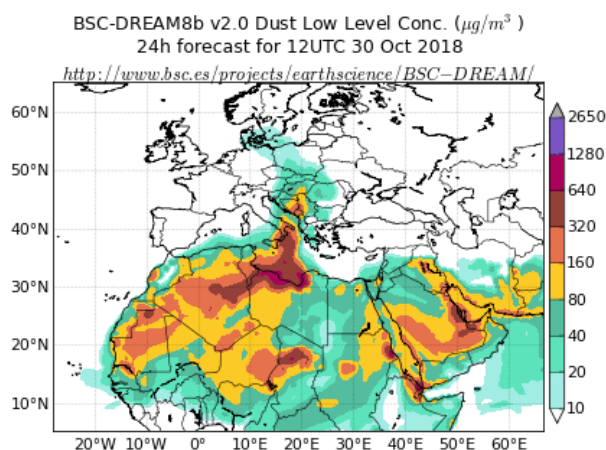 BSC-DREAM8b v2.0 Dust Low Level Conc. (μg/m³ )
24h forecast for 12UTC 30 Oct 2018
http://www.bsc.es/projects/earthscience/BSC−DREAM/
60°N
50°N
40°N
30°N
20°N
10°N
20°W 10°W 0° 10°E 20°E 30°E 40°E 50°E 60°E
2650
1280
640
320
160
80
40
20
10